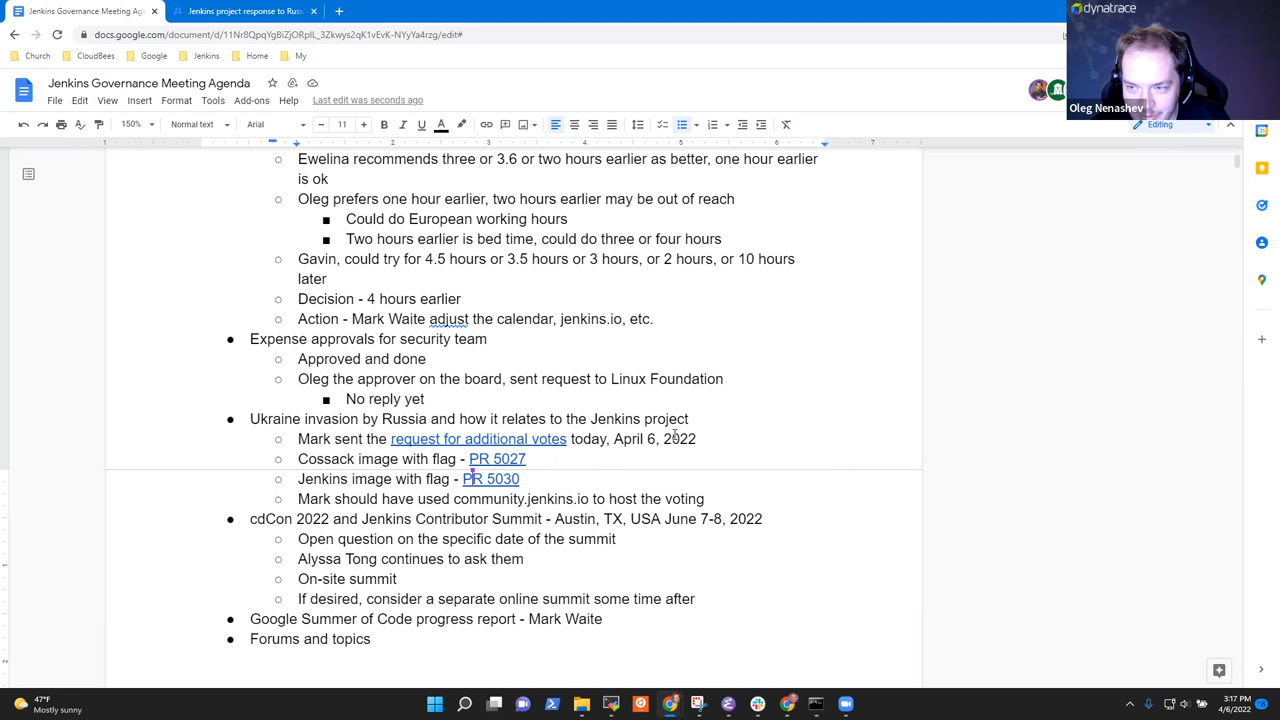 Jenkins Governance Meeting Ag
Jenkins project response to Rus
docs.google.com/document/d/11Nr8QpqYgBiZjORpIL_3Zkwys2qK1vEvK-NYyYa4rzg/edit#
Church
CloudBees
Google
Jenkins
Home
My
dynatrace
Oleg Nenashev
Jenkins Governance Meeting Agenda
File Edit View Insert Format Tools Add-ons Help Last edit was seconds ago
150% Normal text Arial 11 Editing
1 2 3 4 5 6 7
Ewelina recommends three or 3.6 or two hours earlier as better, one hour earlier
is ok
Oleg prefers one hour earlier, two hours earlier may be out of reach
Could do European working hours
Two hours earlier is bed time, could do three or four hours
Gavin, could try for 4.5 hours or 3.5 hours or 3 hours, or 2 hours, or 10 hours
later
Decision - 4 hours earlier
Action - Mark Waite adjust the calendar, jenkins.io, etc.
Expense approvals for security team
Approved and done
Oleg the approver on the board, sent request to Linux Foundation
No reply yet
Ukraine invasion by Russia and how it relates to the Jenkins project
Mark sent the request for additional votes today, April 6, 2022
Cossack image with flag - PR 5027
Jenkins image with flag - PR 5030
Mark should have used community.jenkins.io to host the voting
cdCon 2022 and Jenkins Contributor Summit - Austin, TX, USA June 7-8, 2022
Open question on the specific date of the summit
Alyssa Tong continues to ask them
On-site summit
If desired, consider a separate online summit some time after
Google Summer of Code progress report - Mark Waite
Forums and topics
47°F
Mostly sunny
3:17 PM
4/6/2022